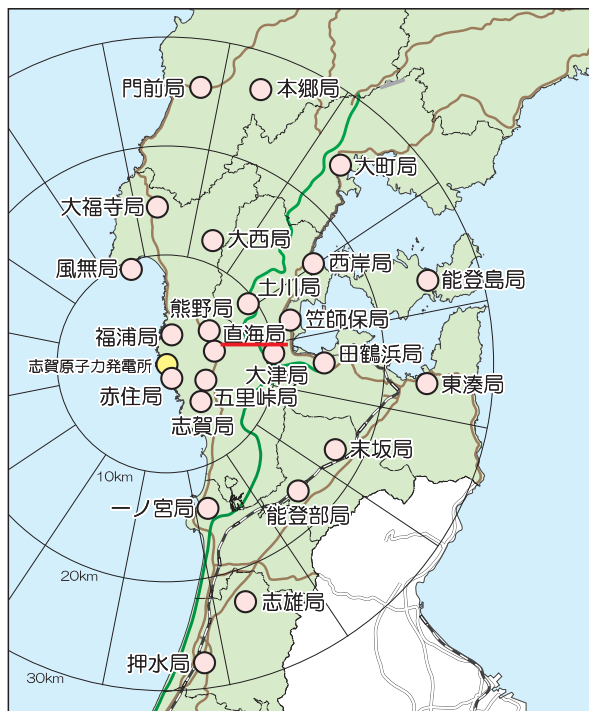 門前局
本郷局
大町局
大福寺局
大西局
西岸局
風無局
能登島局
土川局
熊野局
笠師保局
福浦局
直海局
志賀原子力発電所
田鶴浜局
大津局
赤住局
東湊局
五里峠局
志賀局
末坂局
10km
一ノ宮局
能登部局
20km
志雄局
押水局
30km